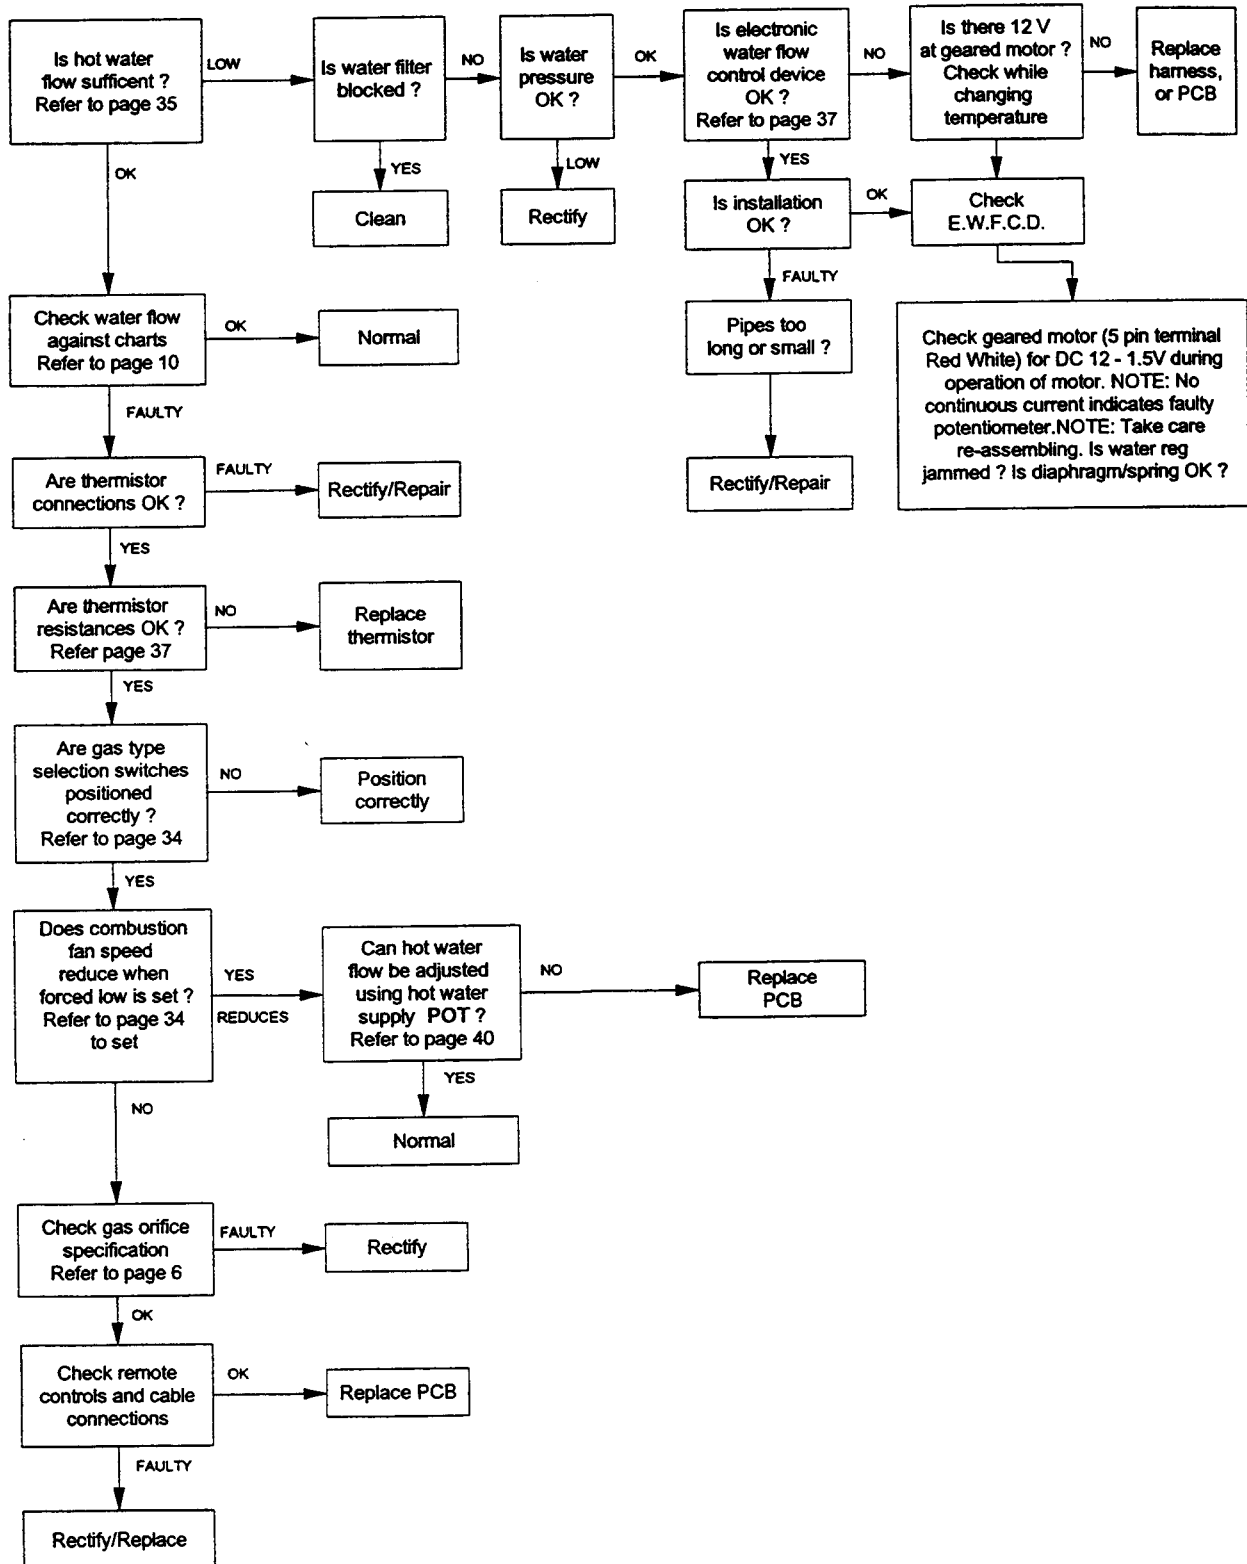 Is hot water
flow sufficent ?
Refer to page 35
LOW
Is water filter
blocked ?
NO
Is water
pressure
OK ?
OK
Is electronic
water flow
control device
OK ?
Refer to page 37
NO
Is there 12 V
at geared motor ?
Check while
changing
temperature
NO
Replace
harness,
or PCB
OK
YES
Clean
LOW
Rectify
YES
Is installation
OK ?
OK
Check
E.W.F.C.D.
FAULTY
Pipes too
long or small ?
Rectify/Repair
Check geared motor (5 pin terminal
Red White) for DC 12 - 1.5V during
operation of motor. NOTE: No
continuous current indicates faulty
potentiometer.NOTE: Take care
re-assembling. Is water reg
jammed ? Is diaphragm/spring OK ?
Check water flow
against charts
Refer to page 10
OK
Normal
FAULTY
Are thermistor
connections OK ?
FAULTY
Rectify/Repair
YES
Are thermistor
resistances OK ?
Refer page 37
NO
Replace
thermistor
YES
Are gas type
selection switches
positioned
correctly ?
Refer to page 34
NO
Position
correctly
YES
Does combustion
fan speed
reduce when
forced low is set ?
Refer to page 34
to set
YES
REDUCES
Can hot water
flow be adjusted
using hot water
supply POT ?
Refer to page 40
NO
Replace
PCB
YES
Normal
NO
Check gas orifice
specification
Refer to page 6
FAULTY
Rectify
OK
Check remote
controls and cable
connections
OK
Replace PCB
FAULTY
Rectify/Replace